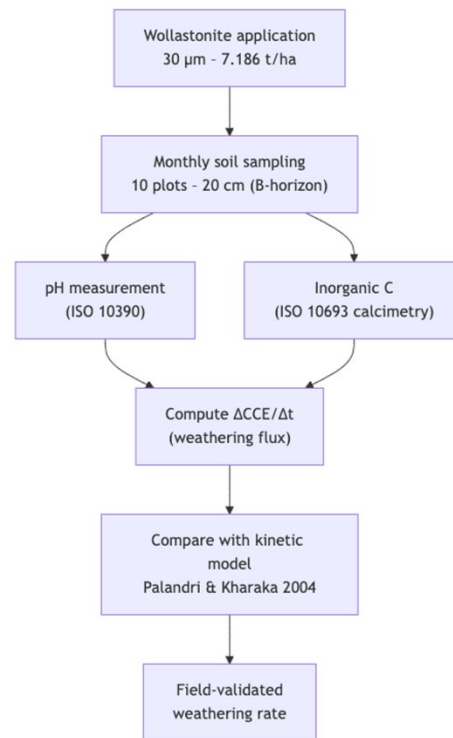 Wollastonite application
30 μm – 7.186 t/ha
Monthly soil sampling
10 plots – 20 cm (B-horizon)
pH measurement
(ISO 10390)
Inorganic C
(ISO 10693 calcimetry)
Compute ΔCCE/Δt
(weathering flux)
Compare with kinetic
model
Palandri & Kharaka 2004
Field-validated
weathering rate